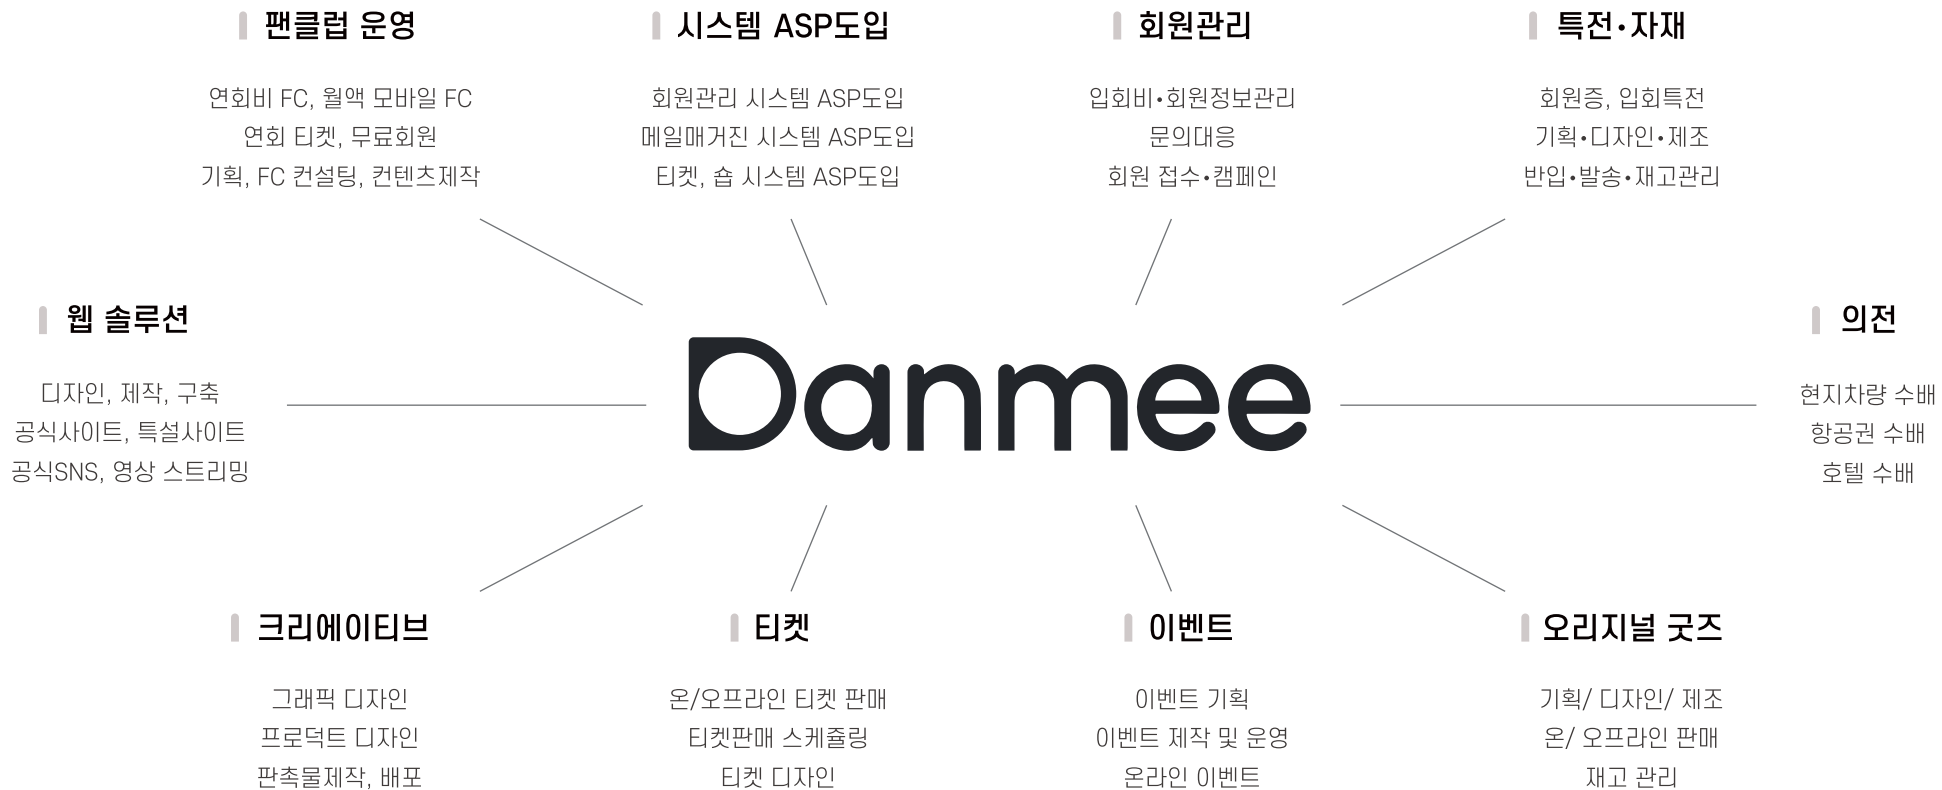 팬클럽 운영
연회비 FC, 월액 모바일 FC
연회 티켓, 무료회원
기획, FC 컨설팅, 컨텐츠제작
시스템 ASP도입
회원관리 시스템 ASP도입
메일매거진 시스템 ASP도입
티켓, 숍 시스템 ASP도입
회원관리
입회비•회원정보관리
문의대응
회원 접수•캠페인
특전•자재
회원증, 입회특전
기획•디자인•제조
반입•발송•재고관리
웹 솔루션
디자인, 제작, 구축
공식사이트, 특설사이트
공식SNS, 영상 스트리밍
Danmee
의전
현지차량 수배
항공권 수배
호텔 수배
크리에이티브
그래픽 디자인
프로덕트 디자인
판촉물제작, 배포
티켓
온/오프라인 티켓 판매
티켓판매 스케쥴링
티켓 디자인
이벤트
이벤트 기획
이벤트 제작 및 운영
온라인 이벤트
오리지널 굿즈
기획/ 디자인/ 제조
온/ 오프라인 판매
재고 관리